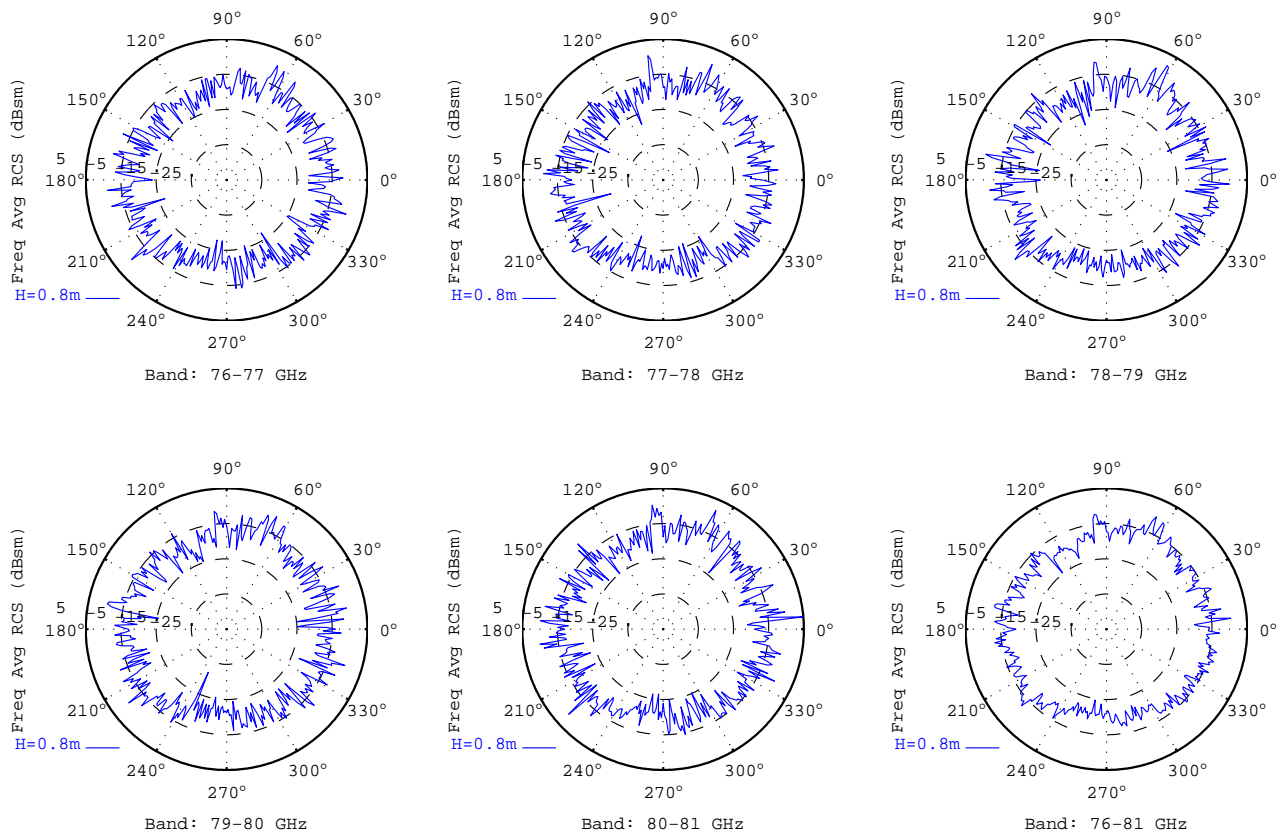 90°
120° 60°
150° 30°
5 -5 -15 -25
180° 0°
210° 330°
240° 300°
270°
Freq Avg RCS (dBsm)
H=0.8m
Band: 76-77 GHz
90°
120° 60°
150° 30°
5 -5 -15 -25
180° 0°
210° 330°
240° 300°
270°
Freq Avg RCS (dBsm)
H=0.8m
Band: 77-78 GHz
90°
120° 60°
150° 30°
5 -5 -15 -25
180° 0°
210° 330°
240° 300°
270°
Freq Avg RCS (dBsm)
H=0.8m
Band: 78-79 GHz
90°
120° 60°
150° 30°
5 -5 -15 -25
180° 0°
210° 330°
240° 300°
270°
Freq Avg RCS (dBsm)
H=0.8m
Band: 79-80 GHz
90°
120° 60°
150° 30°
5 -5 -15 -25
180° 0°
210° 330°
240° 300°
270°
Freq Avg RCS (dBsm)
H=0.8m
Band: 80-81 GHz
90°
120° 60°
150° 30°
5 -5 -15 -25
180° 0°
210° 330°
240° 300°
270°
Freq Avg RCS (dBsm)
H=0.8m
Band: 76-81 GHz